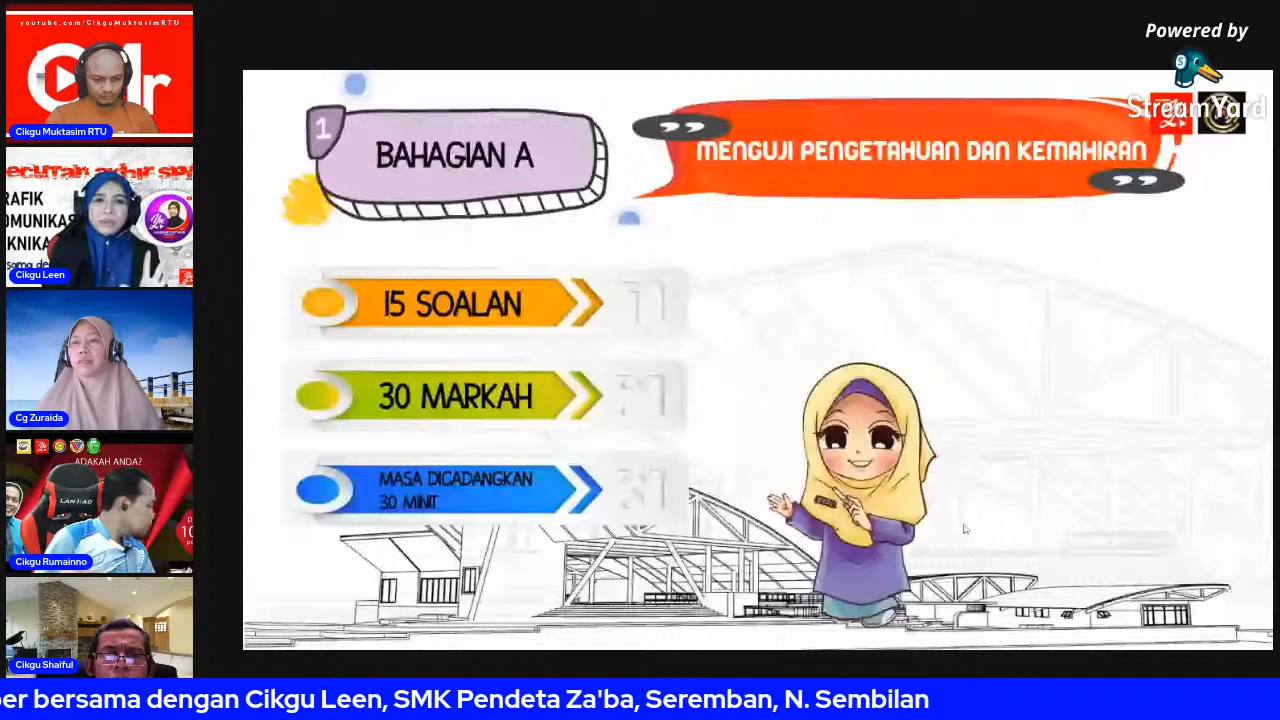 youtube.com/CikguMuktasimRTU
Cikgu Muktasim RTU
Cikgu Leen
Cg Zuraida
ADAKAH ANDA?
Cikgu Rumainno
Cikgu Shaiful
Powered by
StreamYard
1
BAHAGIAN A
MENGUJI PENGETAHUAN DAN KEMAHIRAN
15 SOALAN
30 MARKAH
MASA DICADANGKAN
30 MINIT
per bersama dengan Cikgu Leen, SMK Pendeta Za'ba, Seremban, N. Sembilan